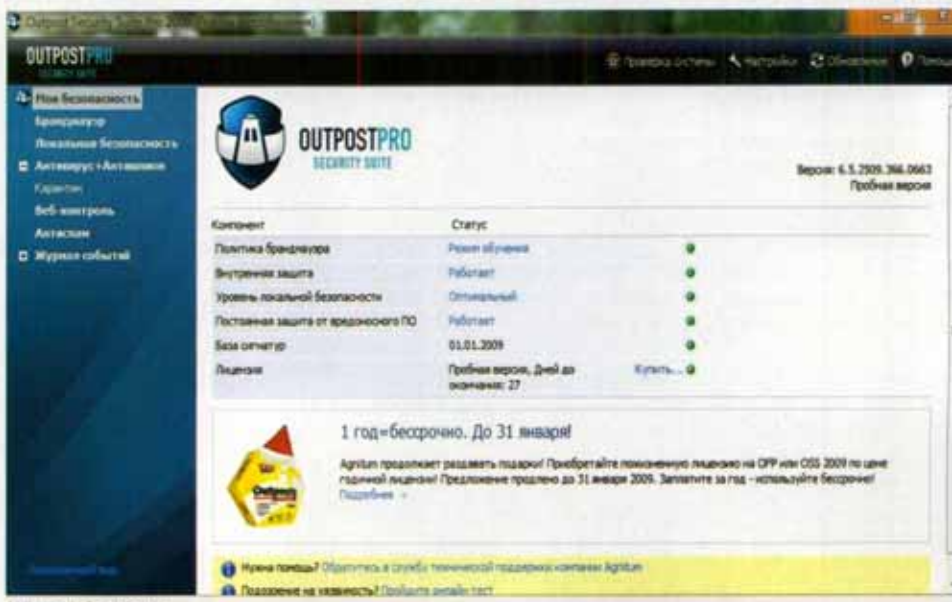 Outpost Security Suite Pro
OUTPOSTPRO
SECURITY SUITE
Проверка системы Настройки Обновление Помощь
Моя безопасность
Брандмауэр
Локальная безопасность
Антивирус+Антишпион
Карантин
Веб-контроль
Антиспам
Журнал событий
OUTPOSTPRO
SECURITY SUITE
Версия: 6.5.2509.366.0663
Пробная версия
Компонент Статус
Политика брандмауэра Режим обучения
Внутренняя защита Работает
Уровень локальной безопасности Оптимальный
Постоянная защита от вредоносного ПО Работает
База сигнатур 01.01.2009
Лицензия Пробная версия, Дней до Купить...
окончания: 27
1 год=бессрочно. До 31 января!
Agnitum продолжает раздавать подарки! Приобретайте пожизненную лицензию на OFP или OSS 2009 по цене
годичной лицензии! Предложение продлено до 31 января 2009. Заплатите за год – используйте бессрочно!
Подробнее
Outpost
Нужна помощь? Обратитесь в службу технической поддержки компании Agnitum
Подозрение на уязвимость? Пройдите онлайн тест